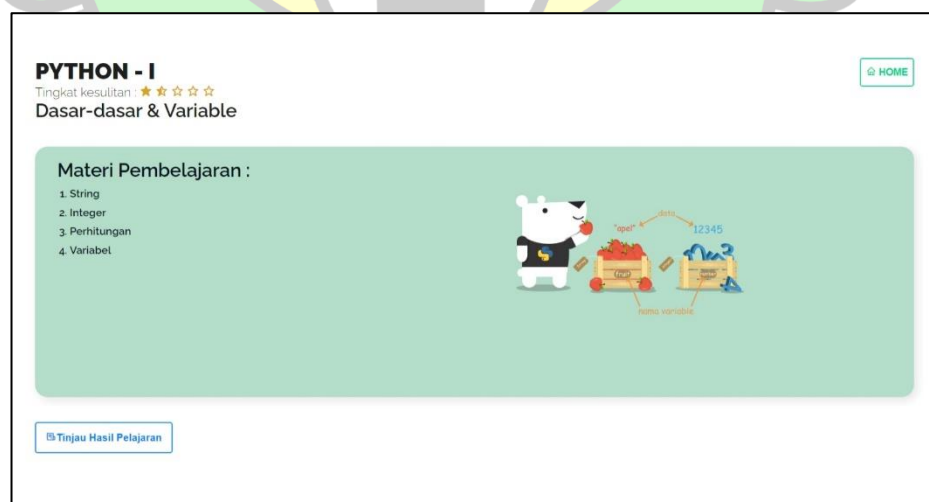 PYTHON - I
HOME
Tingkat kesulitan :
Dasar-dasar & Variable
Materi Pembelajaran :
1. String
2. Integer
3. Perhitungan
4. Variabel
data
"apel"
12345
fruit
nama variable
Tinjau Hasil Pelajaran